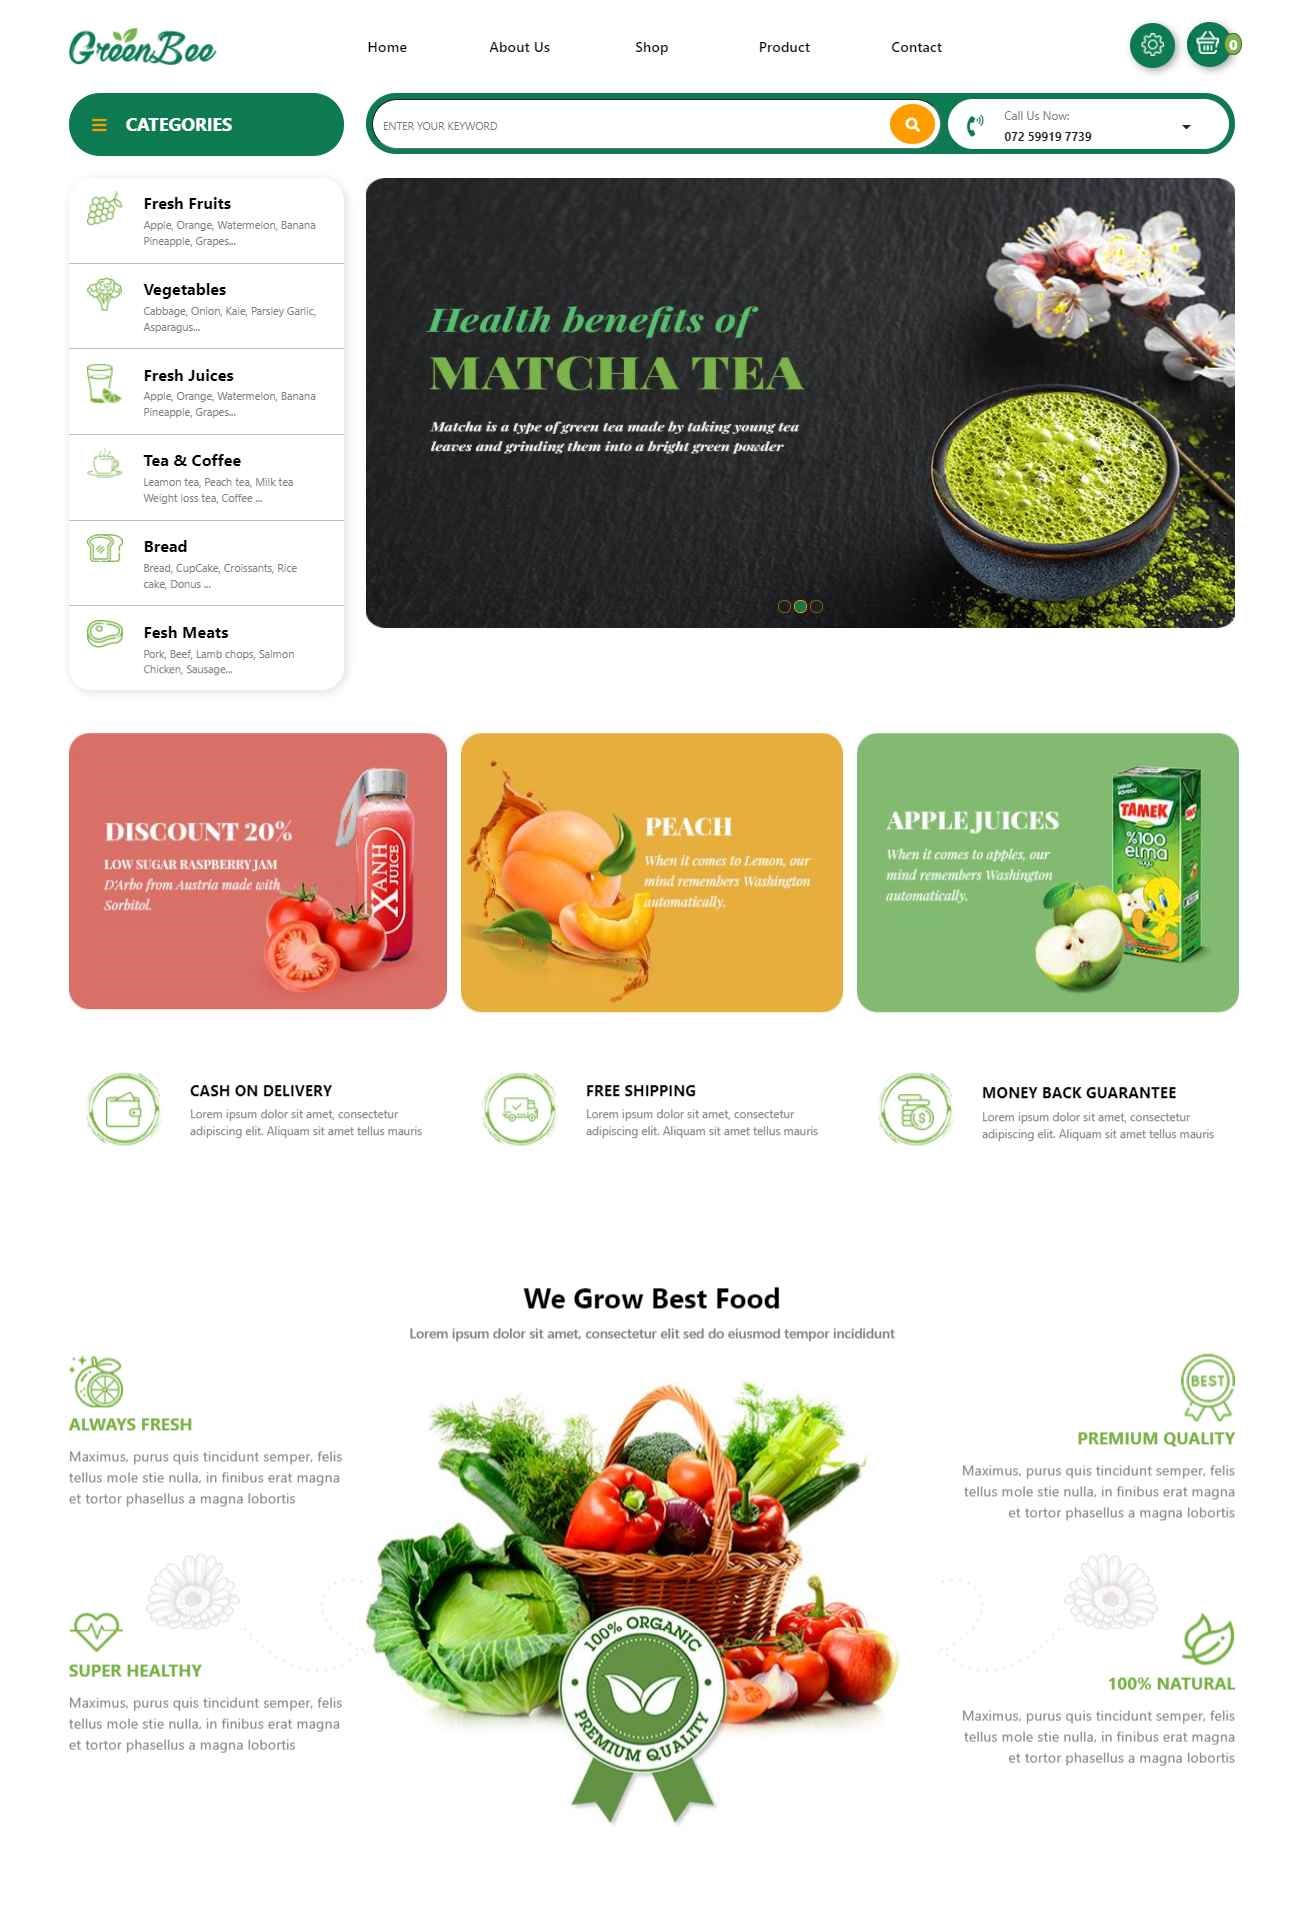 GreenBee
Home
About Us
Shop
Product
Contact
0
CATEGORIES
ENTER YOUR KEYWORD
Call Us Now:
072 59919 7739
Fresh Fruits
Apple, Orange, Watermelon, Banana
Pineapple, Grapes...
Vegetables
Cabbage, Onion, Kale, Parsley Garlic,
Asparagus...
Fresh Juices
Apple, Orange, Watermelon, Banana
Pineapple, Grapes...
Tea & Coffee
Leamon tea, Peach tea, Milk tea
Weight loss tea, Coffee ...
Bread
Bread, CupCake, Croissants, Rice
cake, Donus ...
Fesh Meats
Pork, Beef, Lamb chops, Salmon
Chicken, Sausage...
Health benefits of
MATCHA TEA
Matcha is a type of green tea made by taking young tea
leaves and grinding them into a bright green powder
DISCOUNT 20%
LOW SUGAR RASPBERRY JAM
D'Arbo from Austria made with
Sorbitol.
XANH
JUICE
PEACH
When it comes to Lemon, our
mind remembers Washington
automatically.
APPLE JUICES
When it comes to apples, our
mind remembers Washington
automatically.
TAMEK
%100
elma
CASH ON DELIVERY
Lorem ipsum dolor sit amet, consectetur
adipiscing elit. Aliquam sit amet tellus mauris
FREE SHIPPING
Lorem ipsum dolor sit amet, consectetur
adipiscing elit. Aliquam sit amet tellus mauris
MONEY BACK GUARANTEE
Lorem ipsum dolor sit amet, consectetur
adipiscing elit. Aliquam sit amet tellus mauris
We Grow Best Food
Lorem ipsum dolor sit amet, consectetur elit sed do eiusmod tempor incididunt
ALWAYS FRESH
Maximus, purus quis tincidunt semper, felis
tellus mole stie nulla, in finibus erat magna
et tortor phasellus a magna lobortis
SUPER HEALTHY
Maximus, purus quis tincidunt semper, felis
tellus mole stie nulla, in finibus erat magna
et tortor phasellus a magna lobortis
100% ORGANIC
PREMIUM QUALITY
BEST
PREMIUM QUALITY
Maximus, purus quis tincidunt semper, felis
tellus mole stie nulla, in finibus erat magna
et tortor phasellus a magna lobortis
100% NATURAL
Maximus, purus quis tincidunt semper, felis
tellus mole stie nulla, in finibus erat magna
et tortor phasellus a magna lobortis